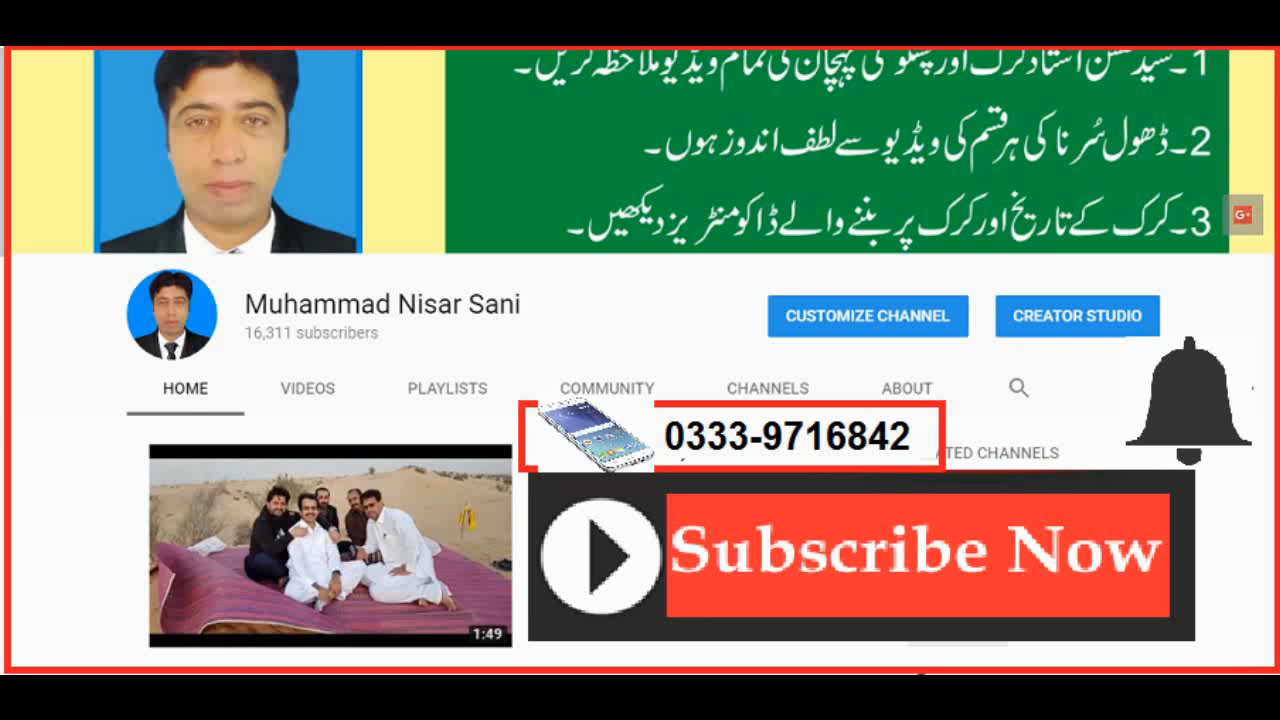 1۔سید حسن استاد کرک اور پشتو کی پہچان کی تمام ویڈیو ملاحظہ کریں۔
2۔ڈھول سُرنا کی ہر قسم کی ویڈیو سے لطف اندوز ہوں۔
3۔کرک کے تاریخ اور کرک پر بننے والے ڈاکومنٹریز دیکھیں۔
G+
Muhammad Nisar Sani
16,311 subscribers
CUSTOMIZE CHANNEL
CREATOR STUDIO
HOME VIDEOS PLAYLISTS COMMUNITY CHANNELS ABOUT
0333-9716842
ATED CHANNELS
Subscribe Now
1:49